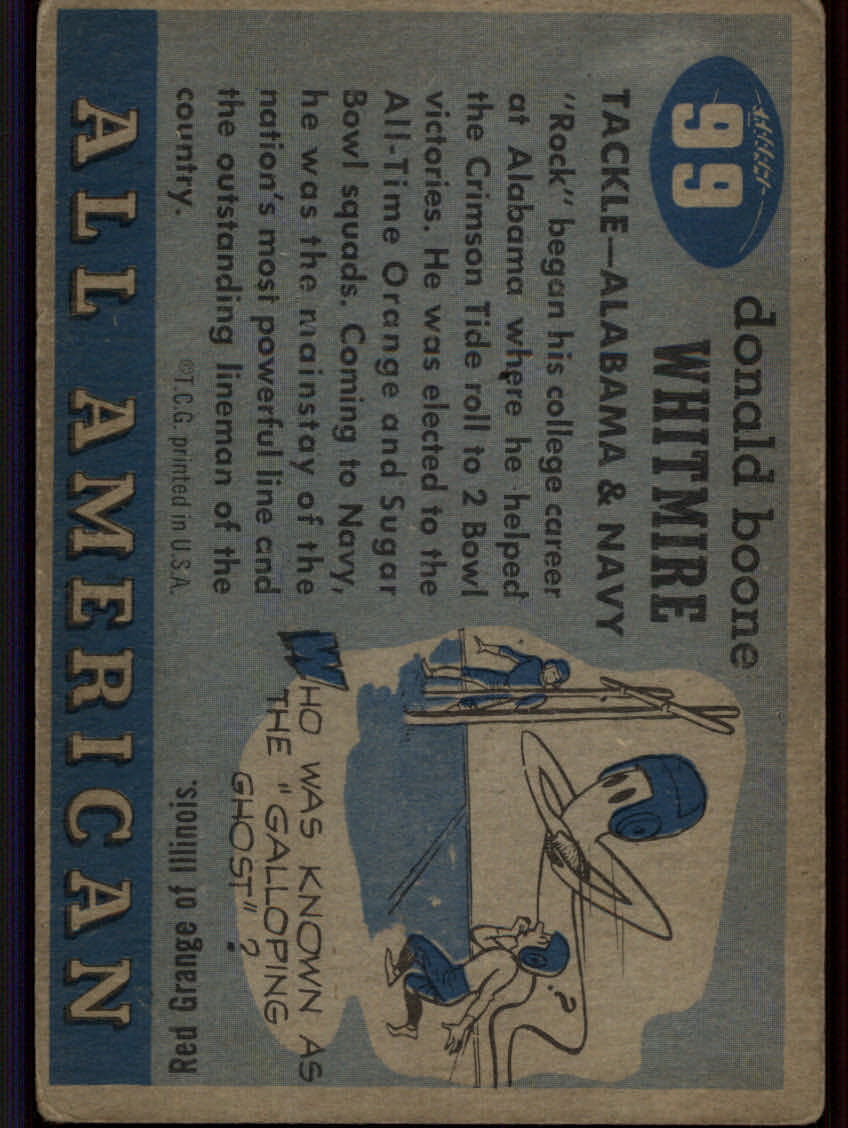 99
donald boone
WHITMIRE
TACKLE—ALABAMA & NAVY
"Rock" began his college career
at Alabama where he helped
the Crimson Tide roll to 2 Bowl
victories. He was elected to the
All-Time Orange and Sugar
Bowl squads. Coming to Navy,
he was the mainstay of the
nation's most powerful line and
the outstanding lineman of the
country.
©T.C.G. printed in U.S.A.
?
WHO WAS KNOWN AS
THE "GALLOPING
GHOST"?
Red Grange of Illinois.
ALL AMERICAN